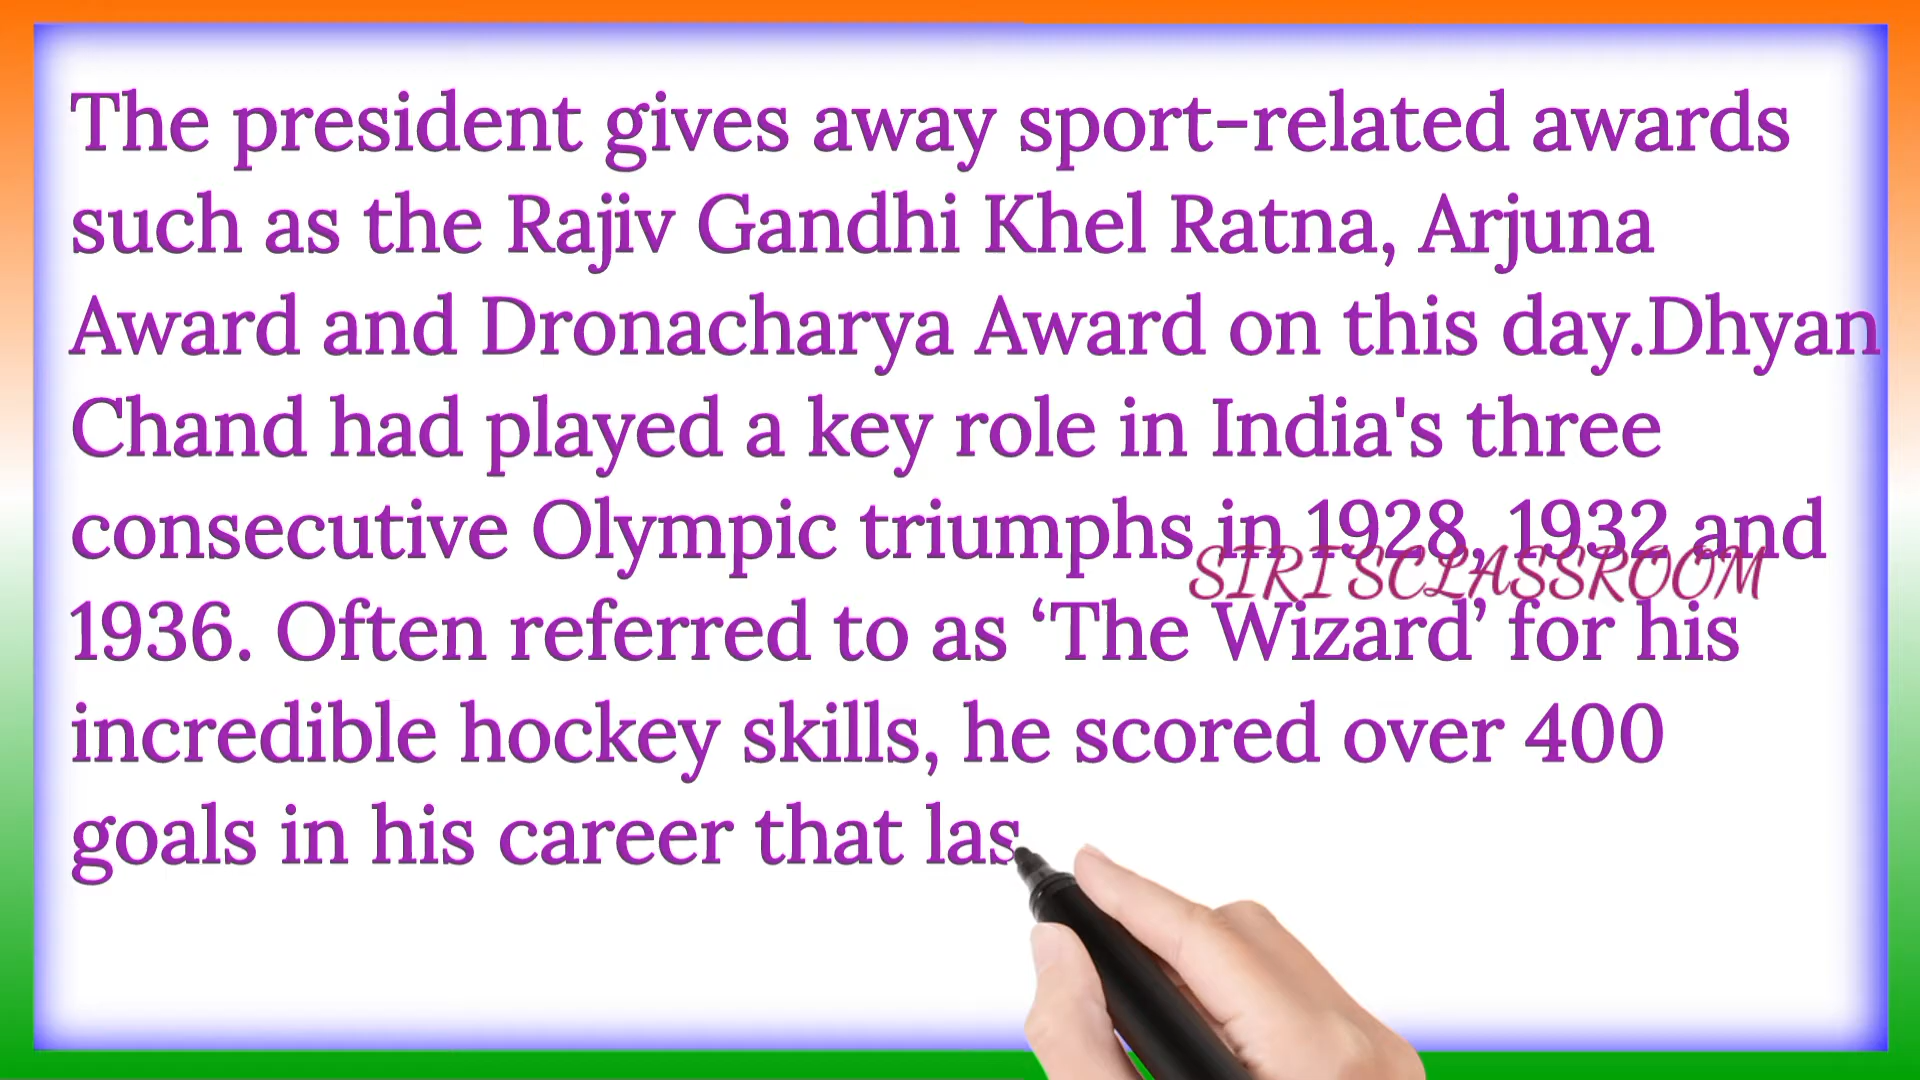 The president gives away sport-related awards
such as the Rajiv Gandhi Khel Ratna, Arjuna
Award and Dronacharya Award on this day.Dhyan
Chand had played a key role in India's three
consecutive Olympic triumphs in 1928, 1932 and
SIRI'SCLASSROOM
1936. Often referred to as ‘The Wizard’ for his
incredible hockey skills, he scored over 400
goals in his career that las